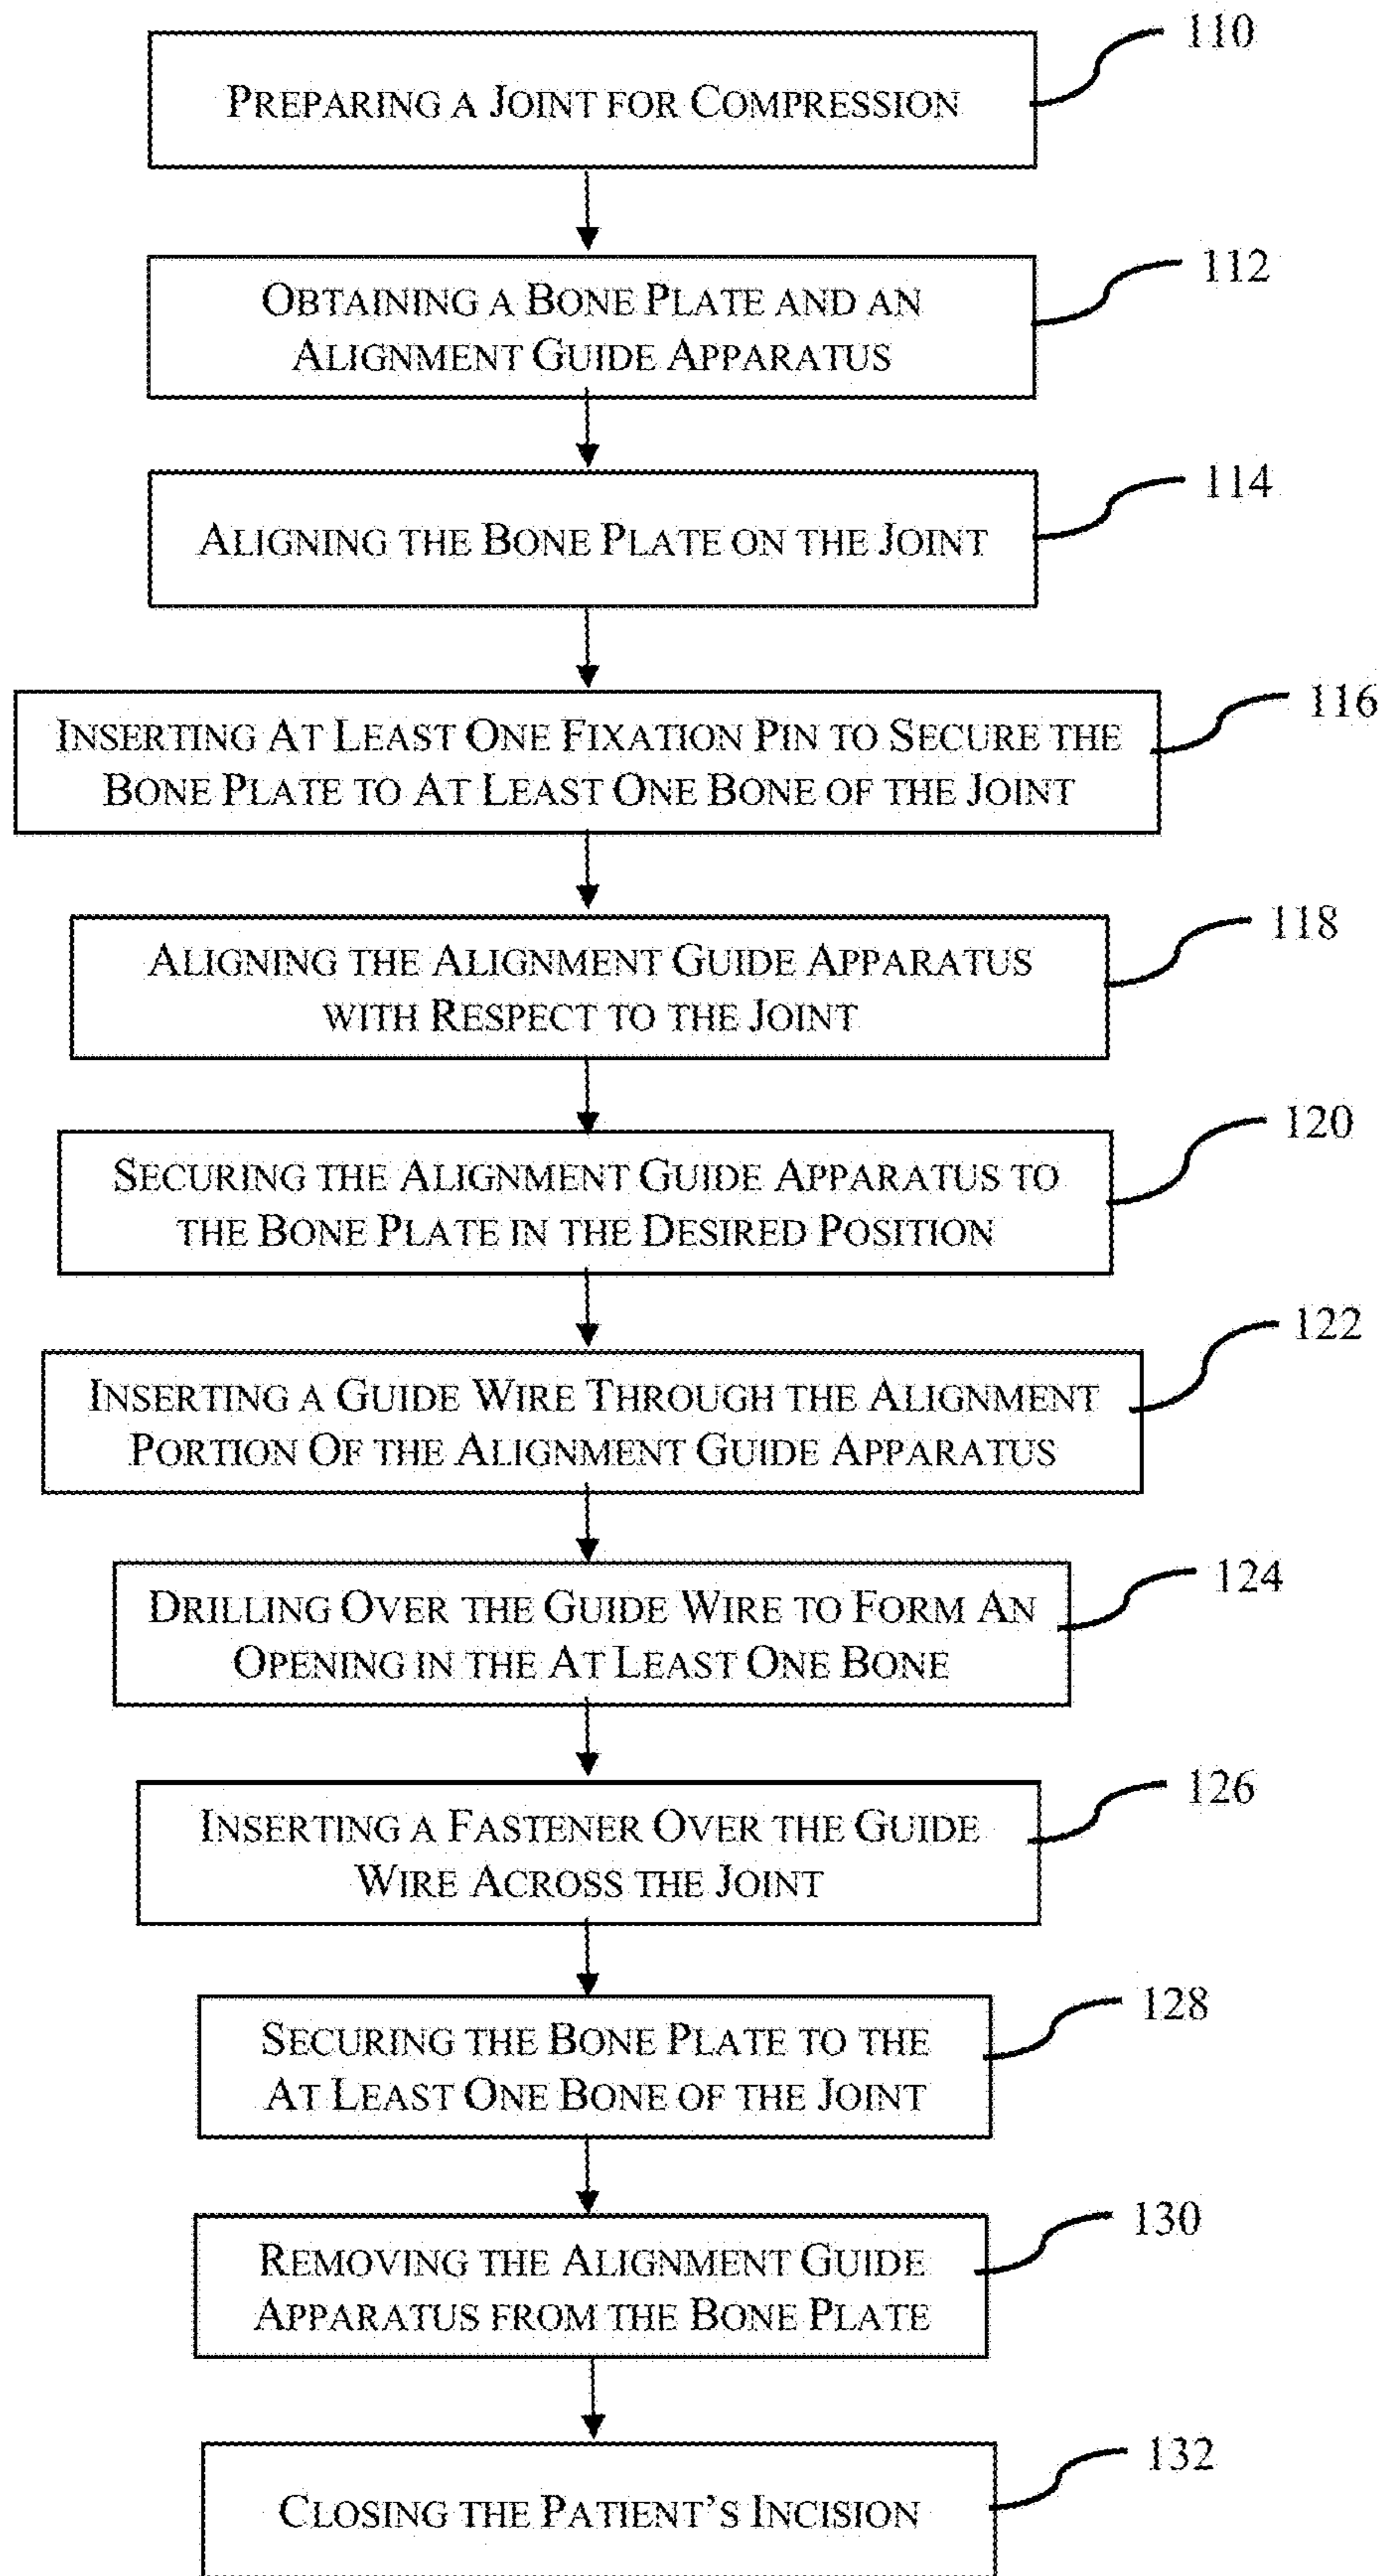 110
PREPARING A JOINT FOR COMPRESSION
112
OBTAINING A BONE PLATE AND AN
ALIGNMENT GUIDE APPARATUS
114
ALIGNING THE BONE PLATE ON THE JOINT
116
INSERTING AT LEAST ONE FIXATION PIN TO SECURE THE
BONE PLATE TO AT LEAST ONE BONE OF THE JOINT
118
ALIGNING THE ALIGNMENT GUIDE APPARATUS
WITH RESPECT TO THE JOINT
120
SECURING THE ALIGNMENT GUIDE APPARATUS TO
THE BONE PLATE IN THE DESIRED POSITION
122
INSERTING A GUIDE WIRE THROUGH THE ALIGNMENT
PORTION OF THE ALIGNMENT GUIDE APPARATUS
124
DRILLING OVER THE GUIDE WIRE TO FORM AN
OPENING IN THE AT LEAST ONE BONE
126
INSERTING A FASTENER OVER THE GUIDE
WIRE ACROSS THE JOINT
128
SECURING THE BONE PLATE TO THE
AT LEAST ONE BONE OF THE JOINT
130
REMOVING THE ALIGNMENT GUIDE
APPARATUS FROM THE BONE PLATE
132
CLOSING THE PATIENT'S INCISION